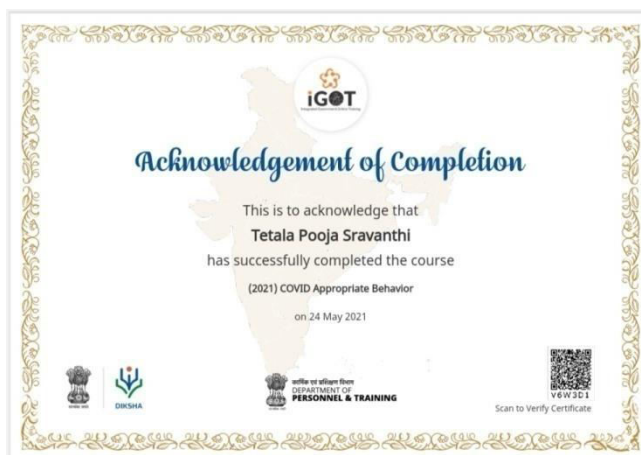 iGOT
Acknowledgement of Completion
This is to acknowledge that
Tetala Pooja Sravanthi
has successfully completed the course
(2021) COVID Appropriate Behavior
on 24 May 2021
DIKSHA
कार्मिक एवं प्रशिक्षण विभाग
DEPARTMENT OF
PERSONNEL & TRAINING
V6W3D1
Scan to Verify Certificate